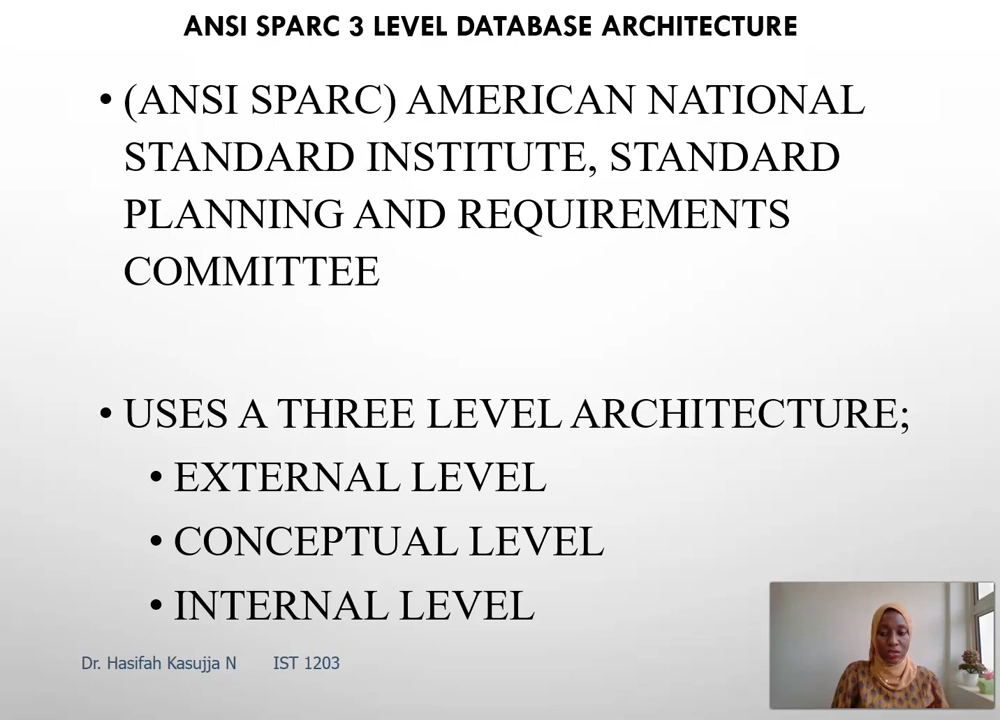 ANSI SPARC 3 LEVEL DATABASE ARCHITECTURE
• (ANSI SPARC) AMERICAN NATIONAL
STANDARD INSTITUTE, STANDARD
PLANNING AND REQUIREMENTS
COMMITTEE
• USES A THREE LEVEL ARCHITECTURE;
• EXTERNAL LEVEL
• CONCEPTUAL LEVEL
• INTERNAL LEVEL
Dr. Hasifah Kasujja N IST 1203